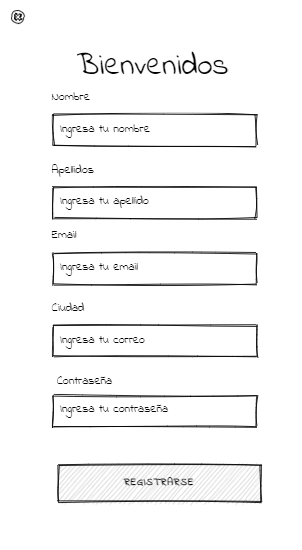 Bienvenidos
Nombre
Ingresa tu nombre
Apellidos
Ingresa tu apellido
Email
Ingresa tu email
Ciudad
Ingresa tu correo
Contraseña
Ingresa tu contraseña
REGISTRARSE